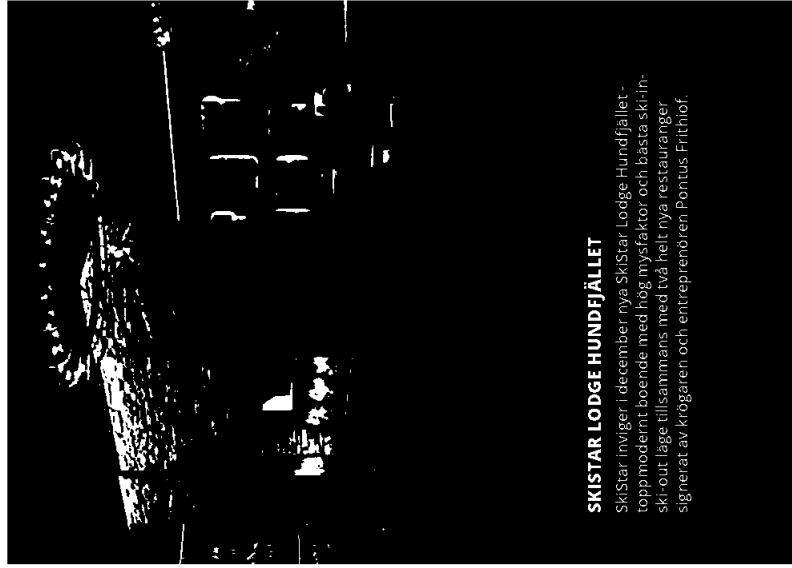 SKISTAR LODGE HUNDFJÄLLET
SkiStar inviger i december nya SkiStar Lodge Hundfjället -
toppmodernt boende med hög mysfaktor och bästa ski-in-
ski-out läge tillsammans med två helt nya restauranger
signerat av krögaren och entreprenören Pontus Frithiof.